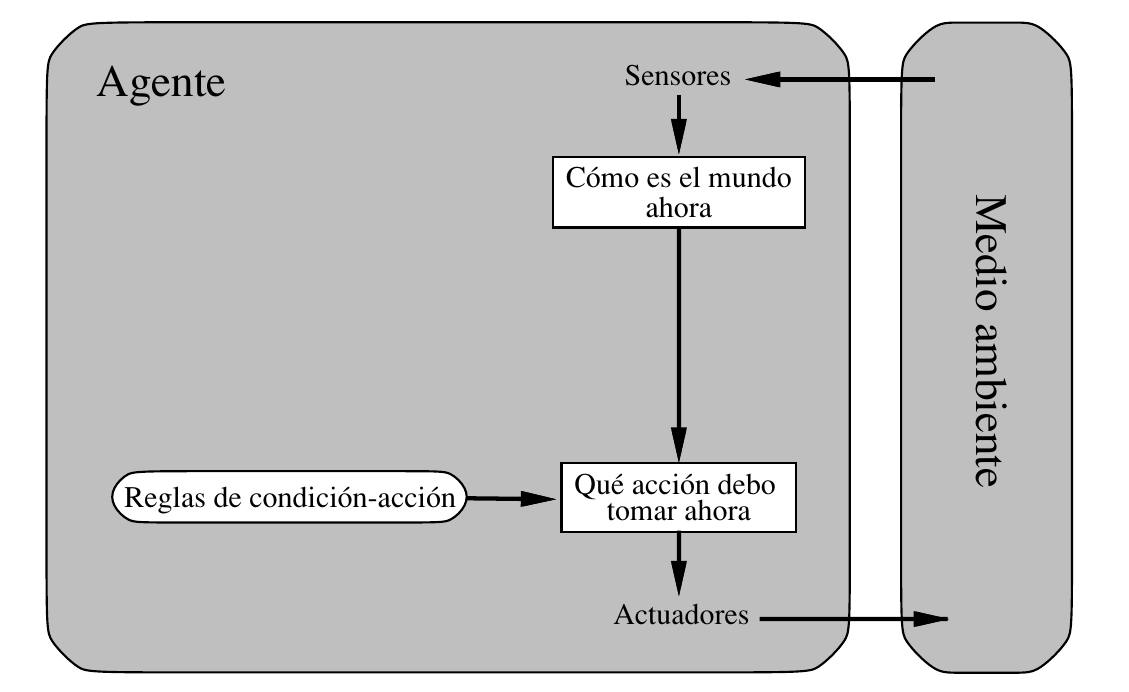 Agente
Sensores
Cómo es el mundo
ahora
Medio ambiente
Reglas de condición-acción
Qué acción debo
tomar ahora
Actuadores